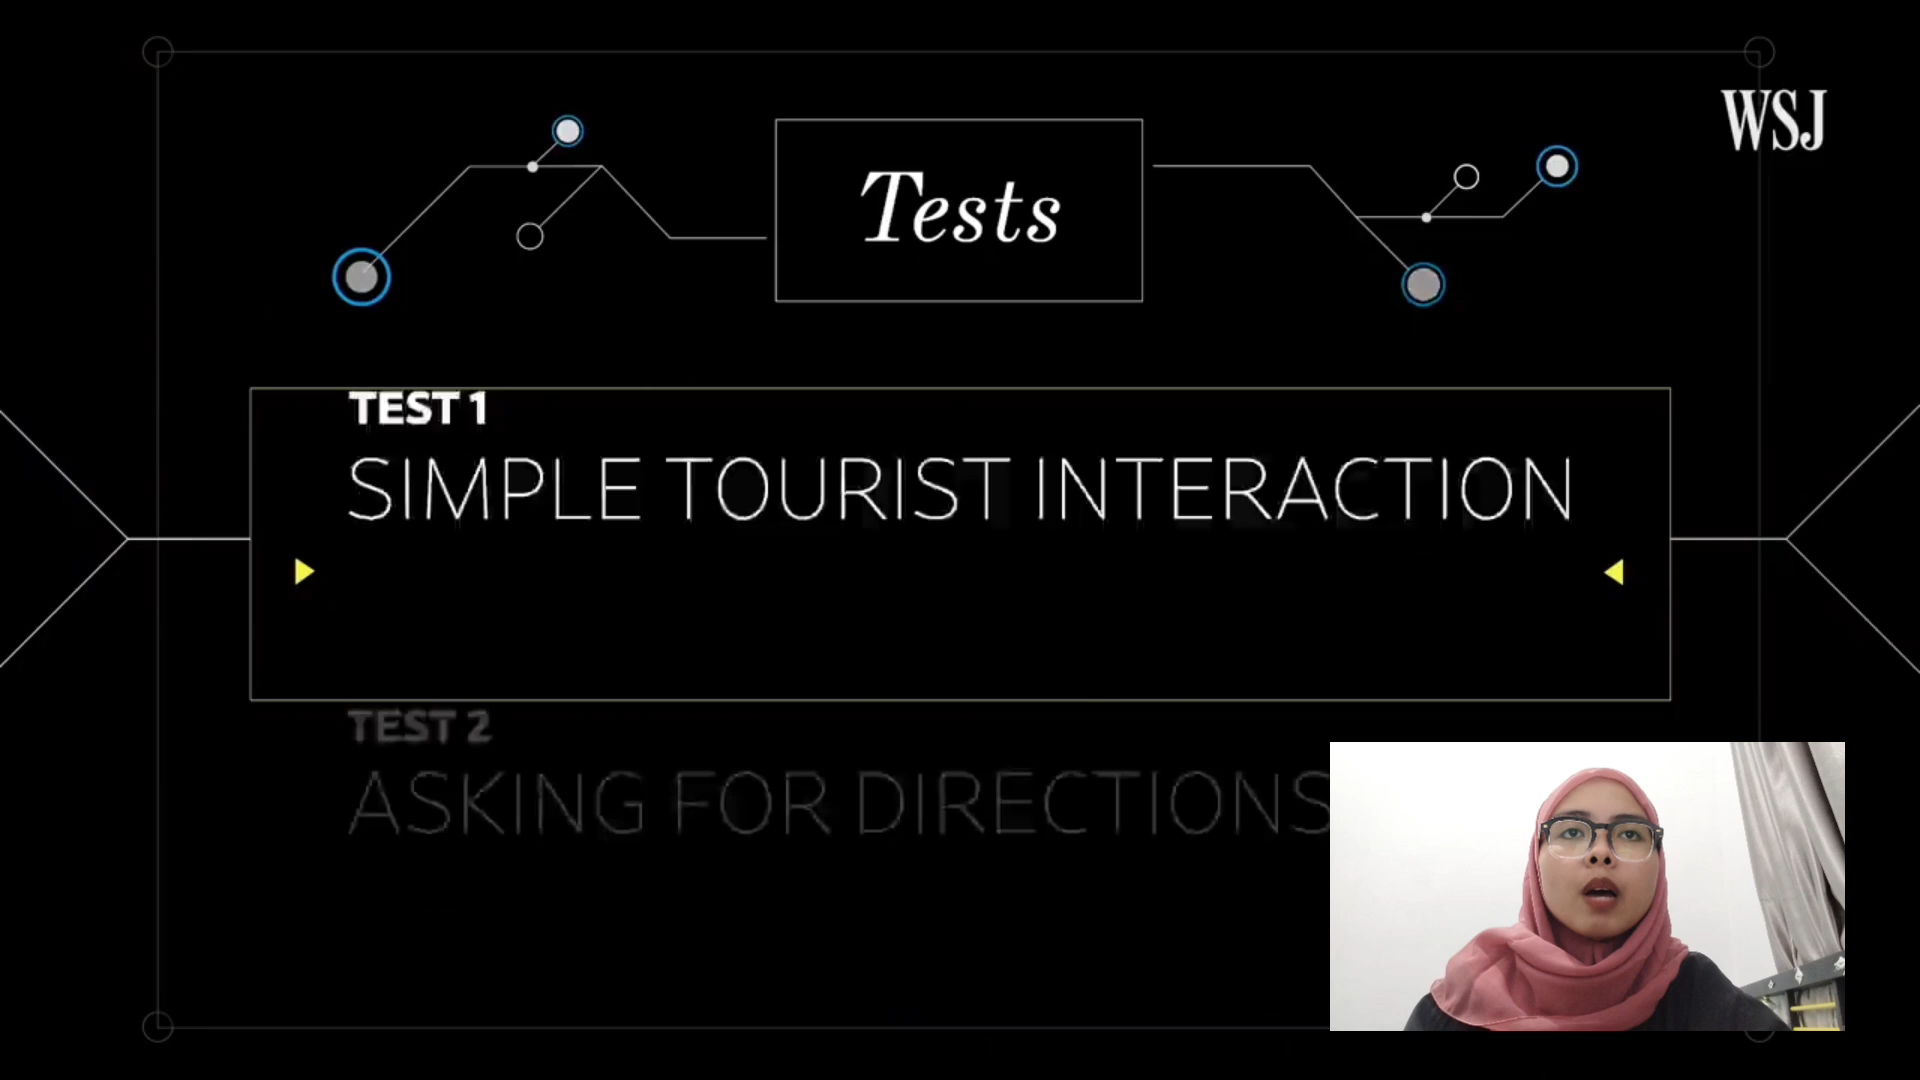 WSJ
Tests
TEST 1
SIMPLE TOURIST INTERACTION
TEST 2
ASKING FOR DIRECTIONS